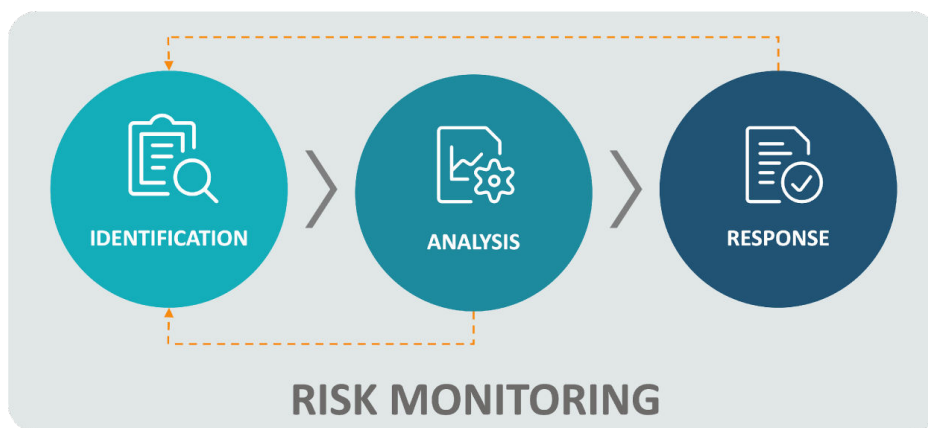 IDENTIFICATION
ANALYSIS
RESPONSE
RISK MONITORING